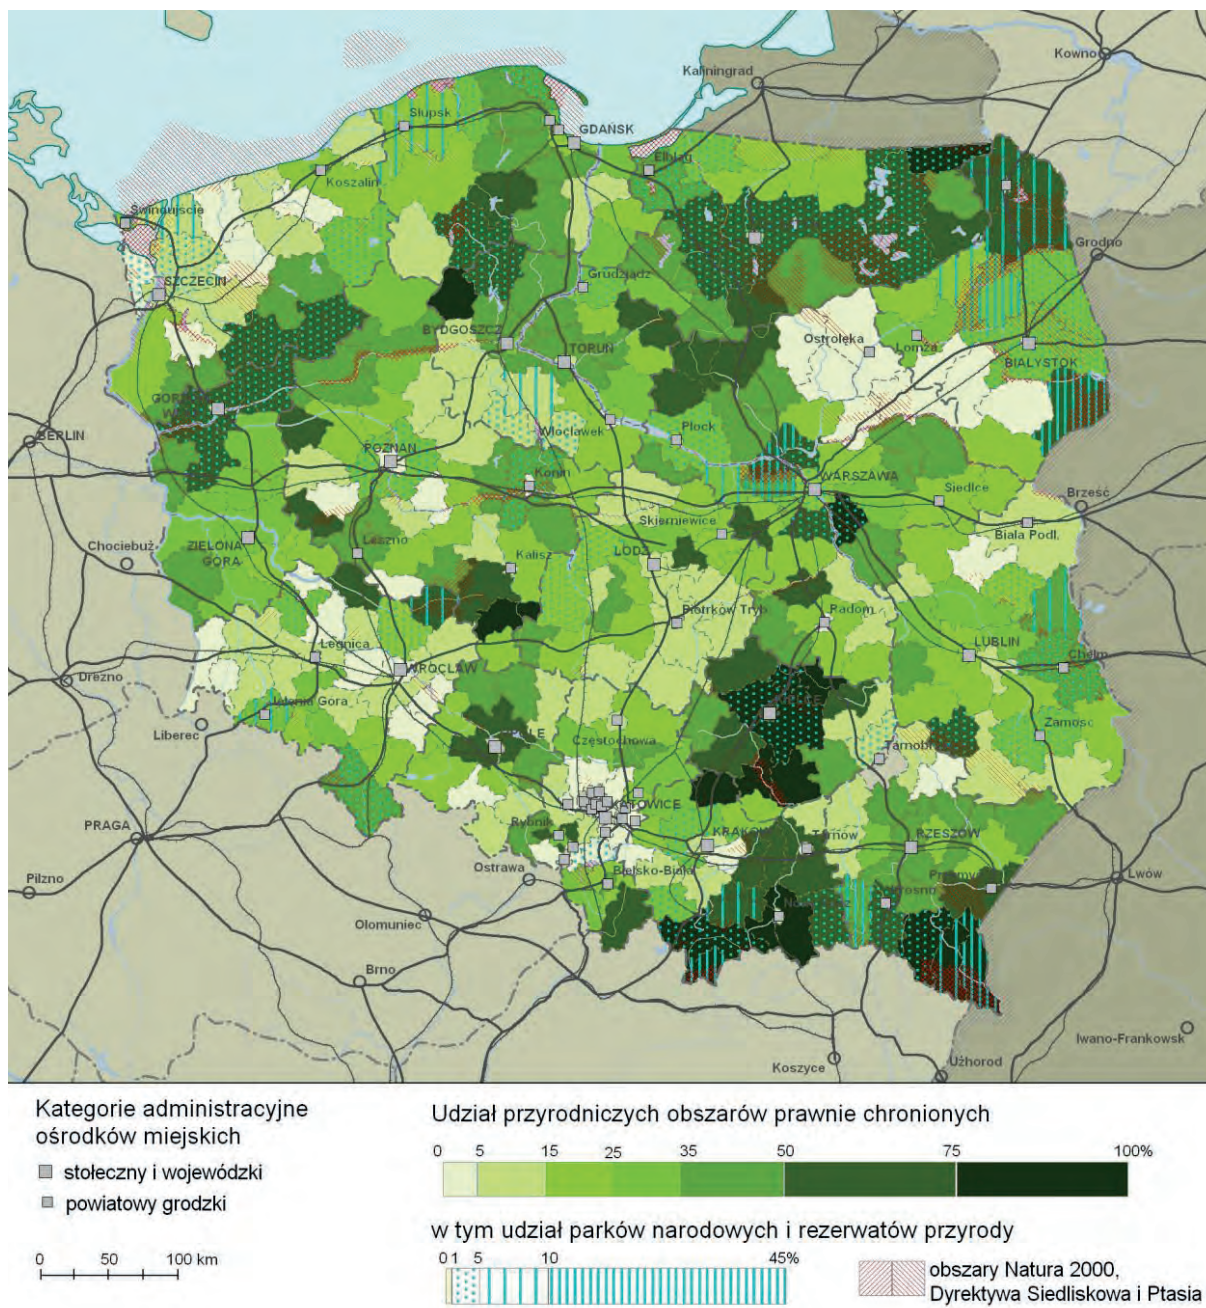 Kowno
Kaliningrad
Słupsk
GDAŃSK
Elbląg
Koszalin
Świnoujście
Grodno
SZCZECIN
Grudziądz
BYDGOSZCZ
Ostrołęka
Łomża
TORUŃ
BIAŁYSTOK
BERLIN
Włocławek
Płock
POZNAŃ
Konin
WARSZAWA
Siedlce
Brześć
Skierniewice
Biała Podl.
Chociebuż
ZIELONA
GÓRA
Leszno
Kalisz
ŁÓDŹ
Piotrków Tryb.
Radom
Legnica
LUBLIN
Chełm
WROCŁAW
Drezno
Jelenia Góra
Liberec
Zamość
Częstochowa
KATOWICE
Rybnik
PRAGA
KRAKÓW
Tarnów
RZESZÓW
Ostrawa
Bielsko-Biała
Lwów
Pilzno
Krosno
Ołomuniec
Brno
Iwano-Frankowsk
Koszyce
Użhorod
Kategorie administracyjne
ośrodków miejskich
stołeczny i wojewódzki
powiatowy grodzki
0 50 100 km
Udział przyrodniczych obszarów prawnie chronionych
0 5 15 25 35 50 75 100%
w tym udział parków narodowych i rezerwatów przyrody
0 1 5 10 45%
obszary Natura 2000,
Dyrektywa Siedliskowa i Ptasia